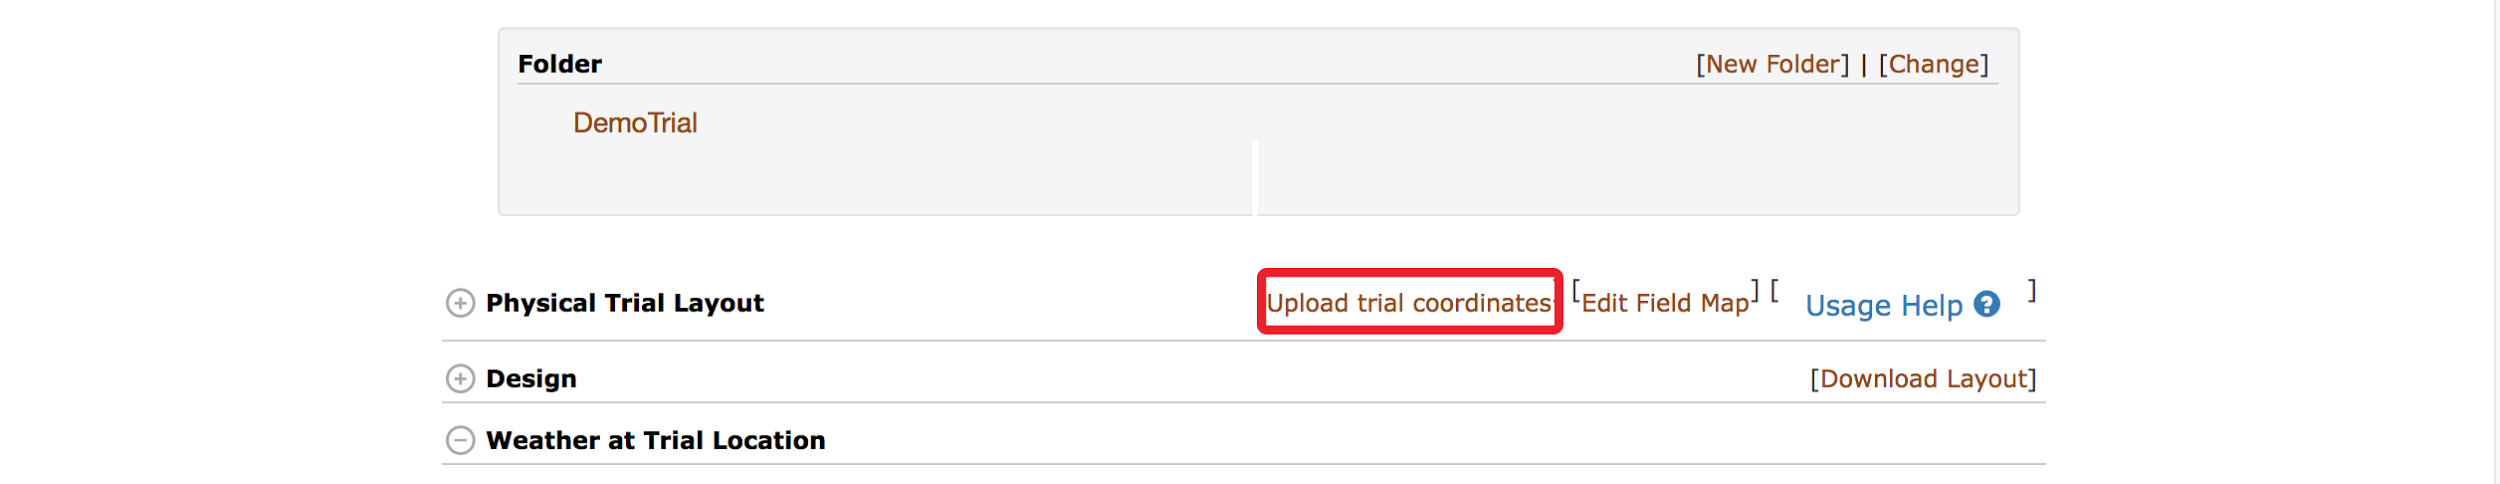 Folder [New Folder] | [Change]
DemoTrial
Physical Trial Layout Upload trial coordinates [Edit Field Map] [ Usage Help ? ]
Design [Download Layout]
Weather at Trial Location